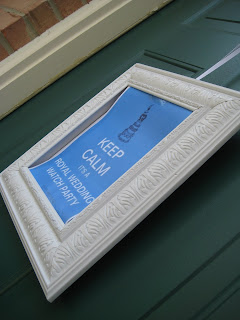 KEEP
CALM
IT'S A
ROYAL WEDDING
WATCH PARTY